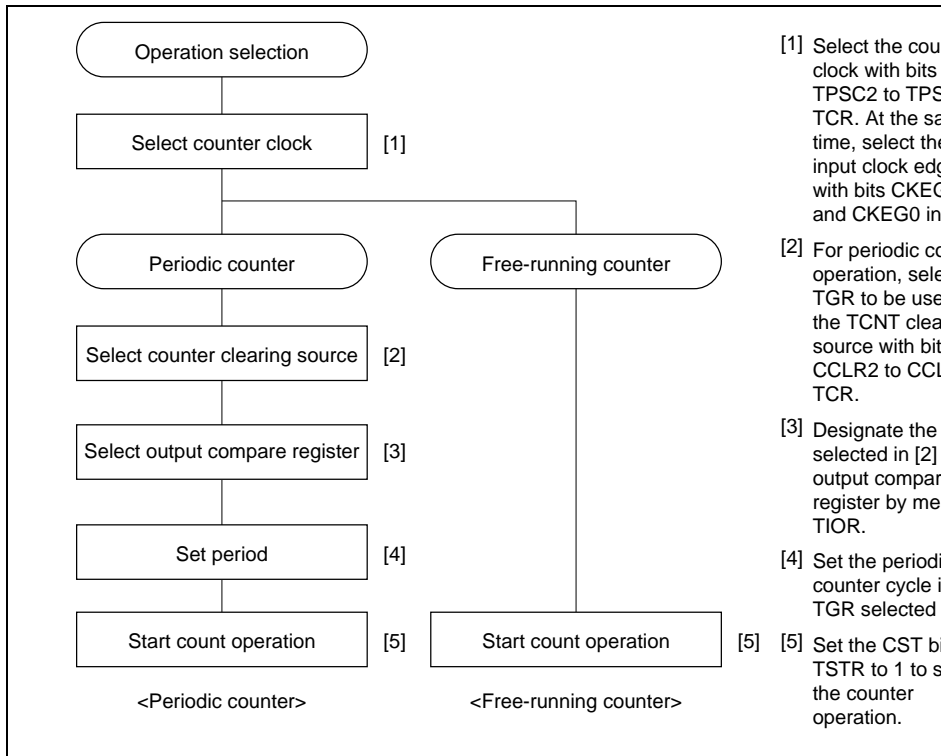 Operation selection
Select counter clock [1]
Periodic counter
Free-running counter
Select counter clearing source [2]
Select output compare register [3]
Set period [4]
Start count operation [5]
Start count operation [5]
<Periodic counter>
<Free-running counter>
[1] Select the cou
clock with bits
TPSC2 to TPS
TCR. At the sa
time, select the
input clock edg
with bits CKEG
and CKEG0 in
[2] For periodic co
operation, sele
TGR to be use
the TCNT clea
source with bit
CCLR2 to CCL
TCR.
[3] Designate the
selected in [2]
output compar
register by me
TIOR.
[4] Set the periodi
counter cycle i
TGR selected
[5] Set the CST bi
TSTR to 1 to s
the counter
operation.